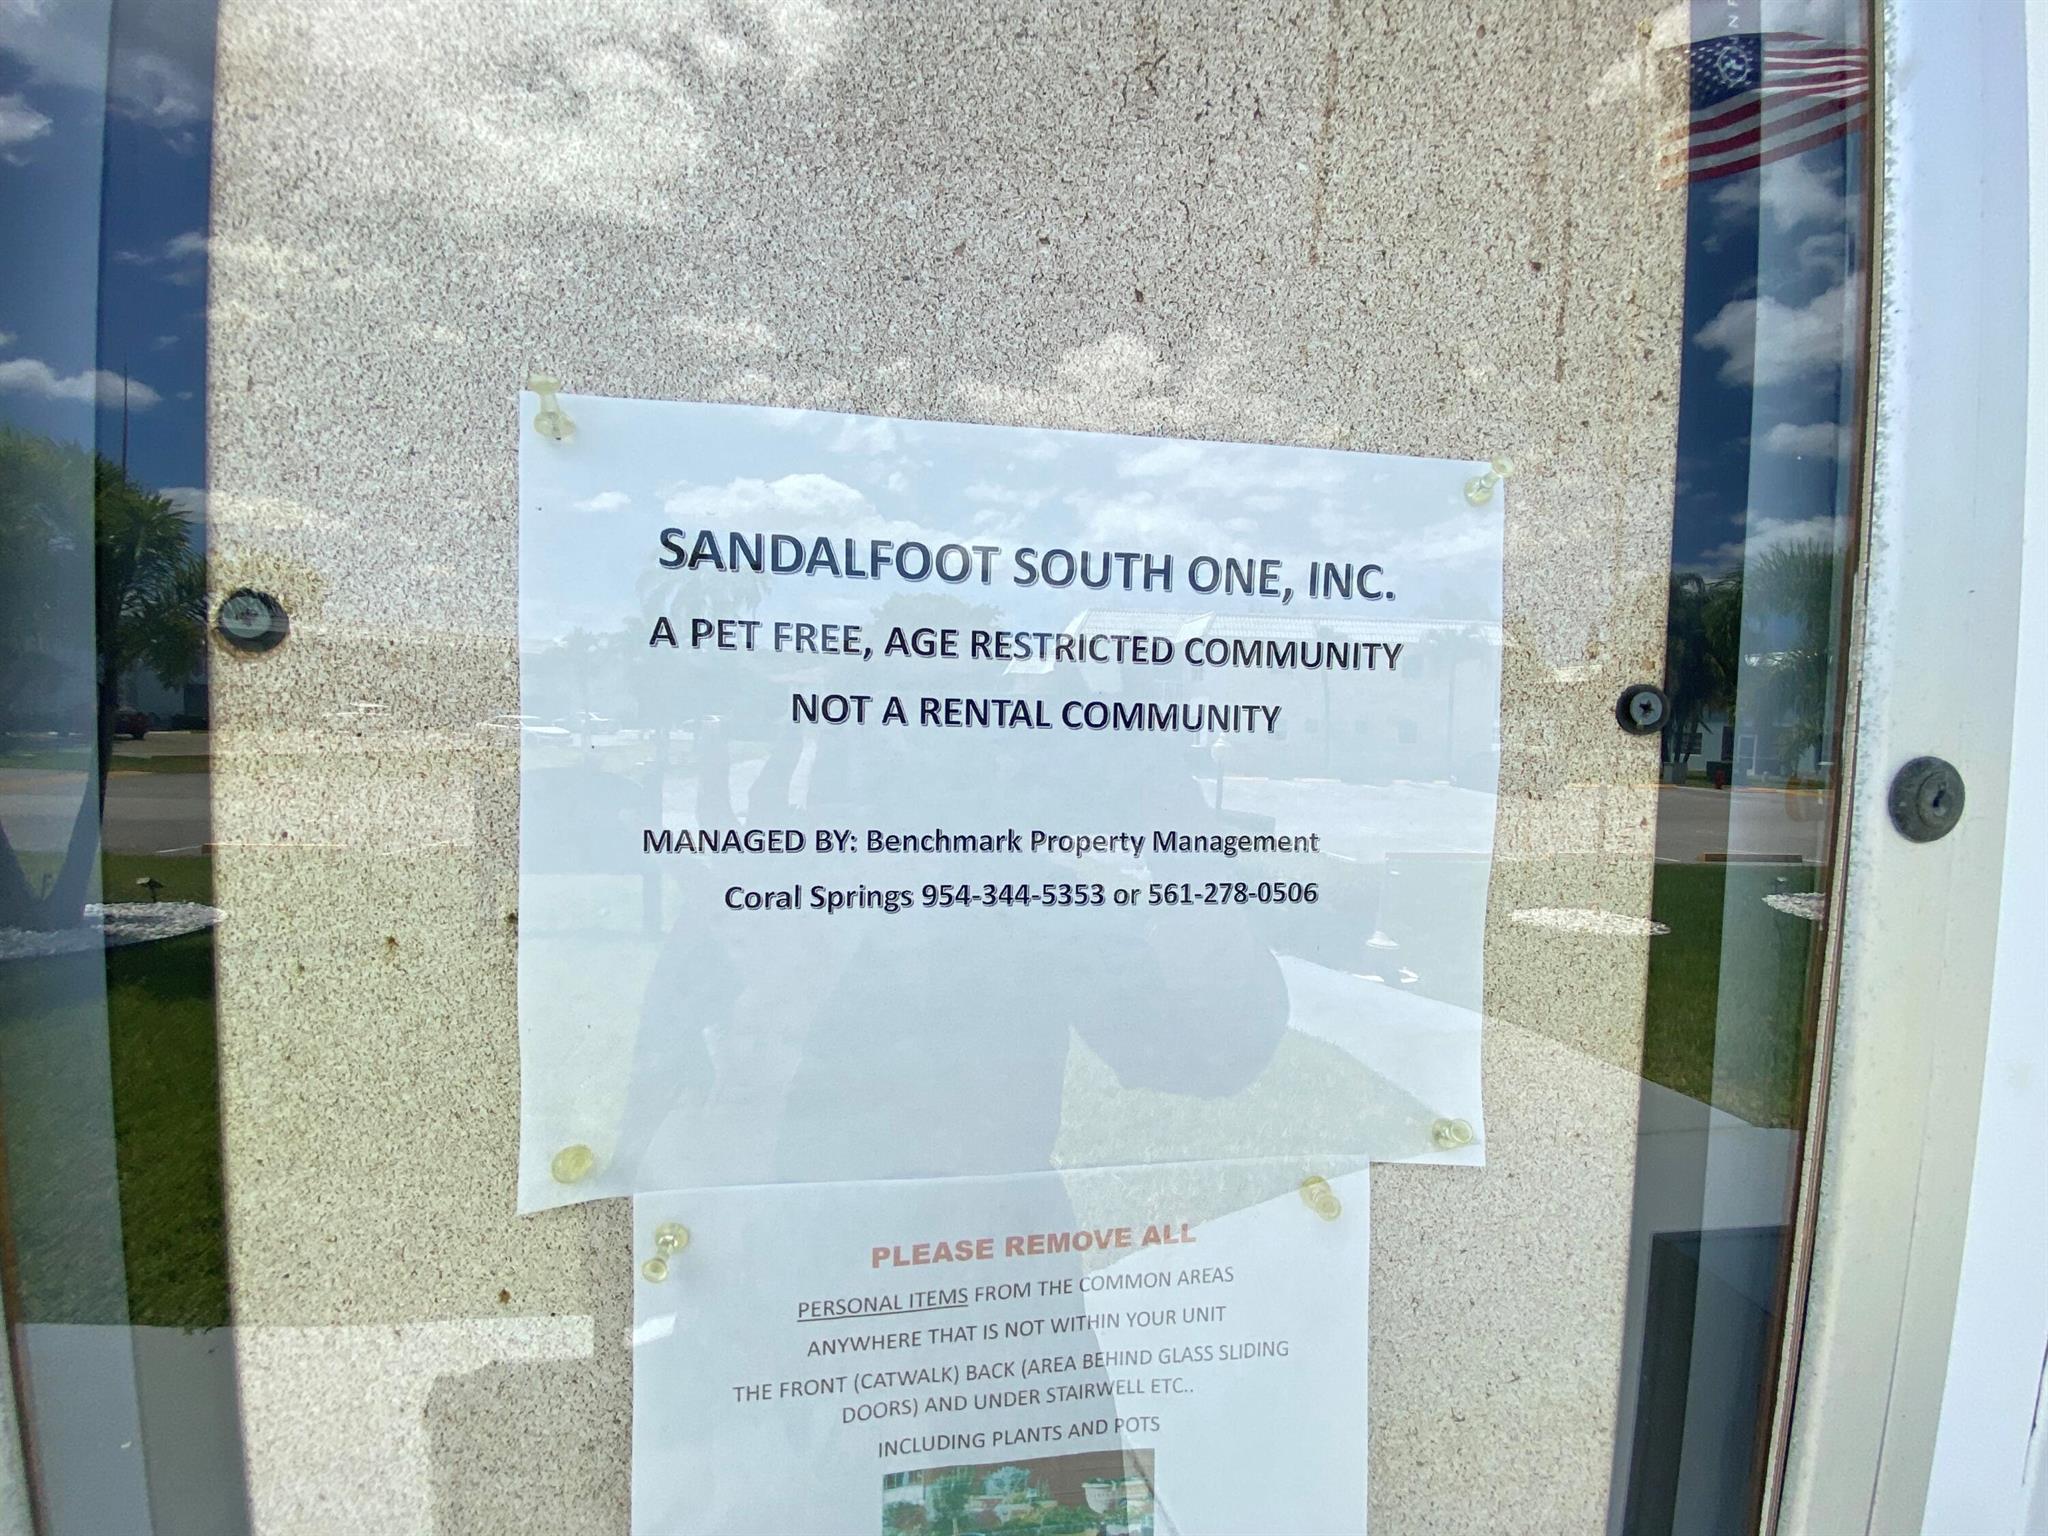 SANDALFOOT SOUTH ONE, INC.
A PET FREE, AGE RESTRICTED COMMUNITY
NOT A RENTAL COMMUNITY
MANAGED BY: Benchmark Property Management
Coral Springs 954-344-5353 or 561-278-0506
PLEASE REMOVE ALL
PERSONAL ITEMS FROM THE COMMON AREAS
ANYWHERE THAT IS NOT WITHIN YOUR UNIT
THE FRONT (CATWALK) BACK (AREA BEHIND GLASS SLIDING
DOORS) AND UNDER STAIRWELL ETC..
INCLUDING PLANTS AND POTS